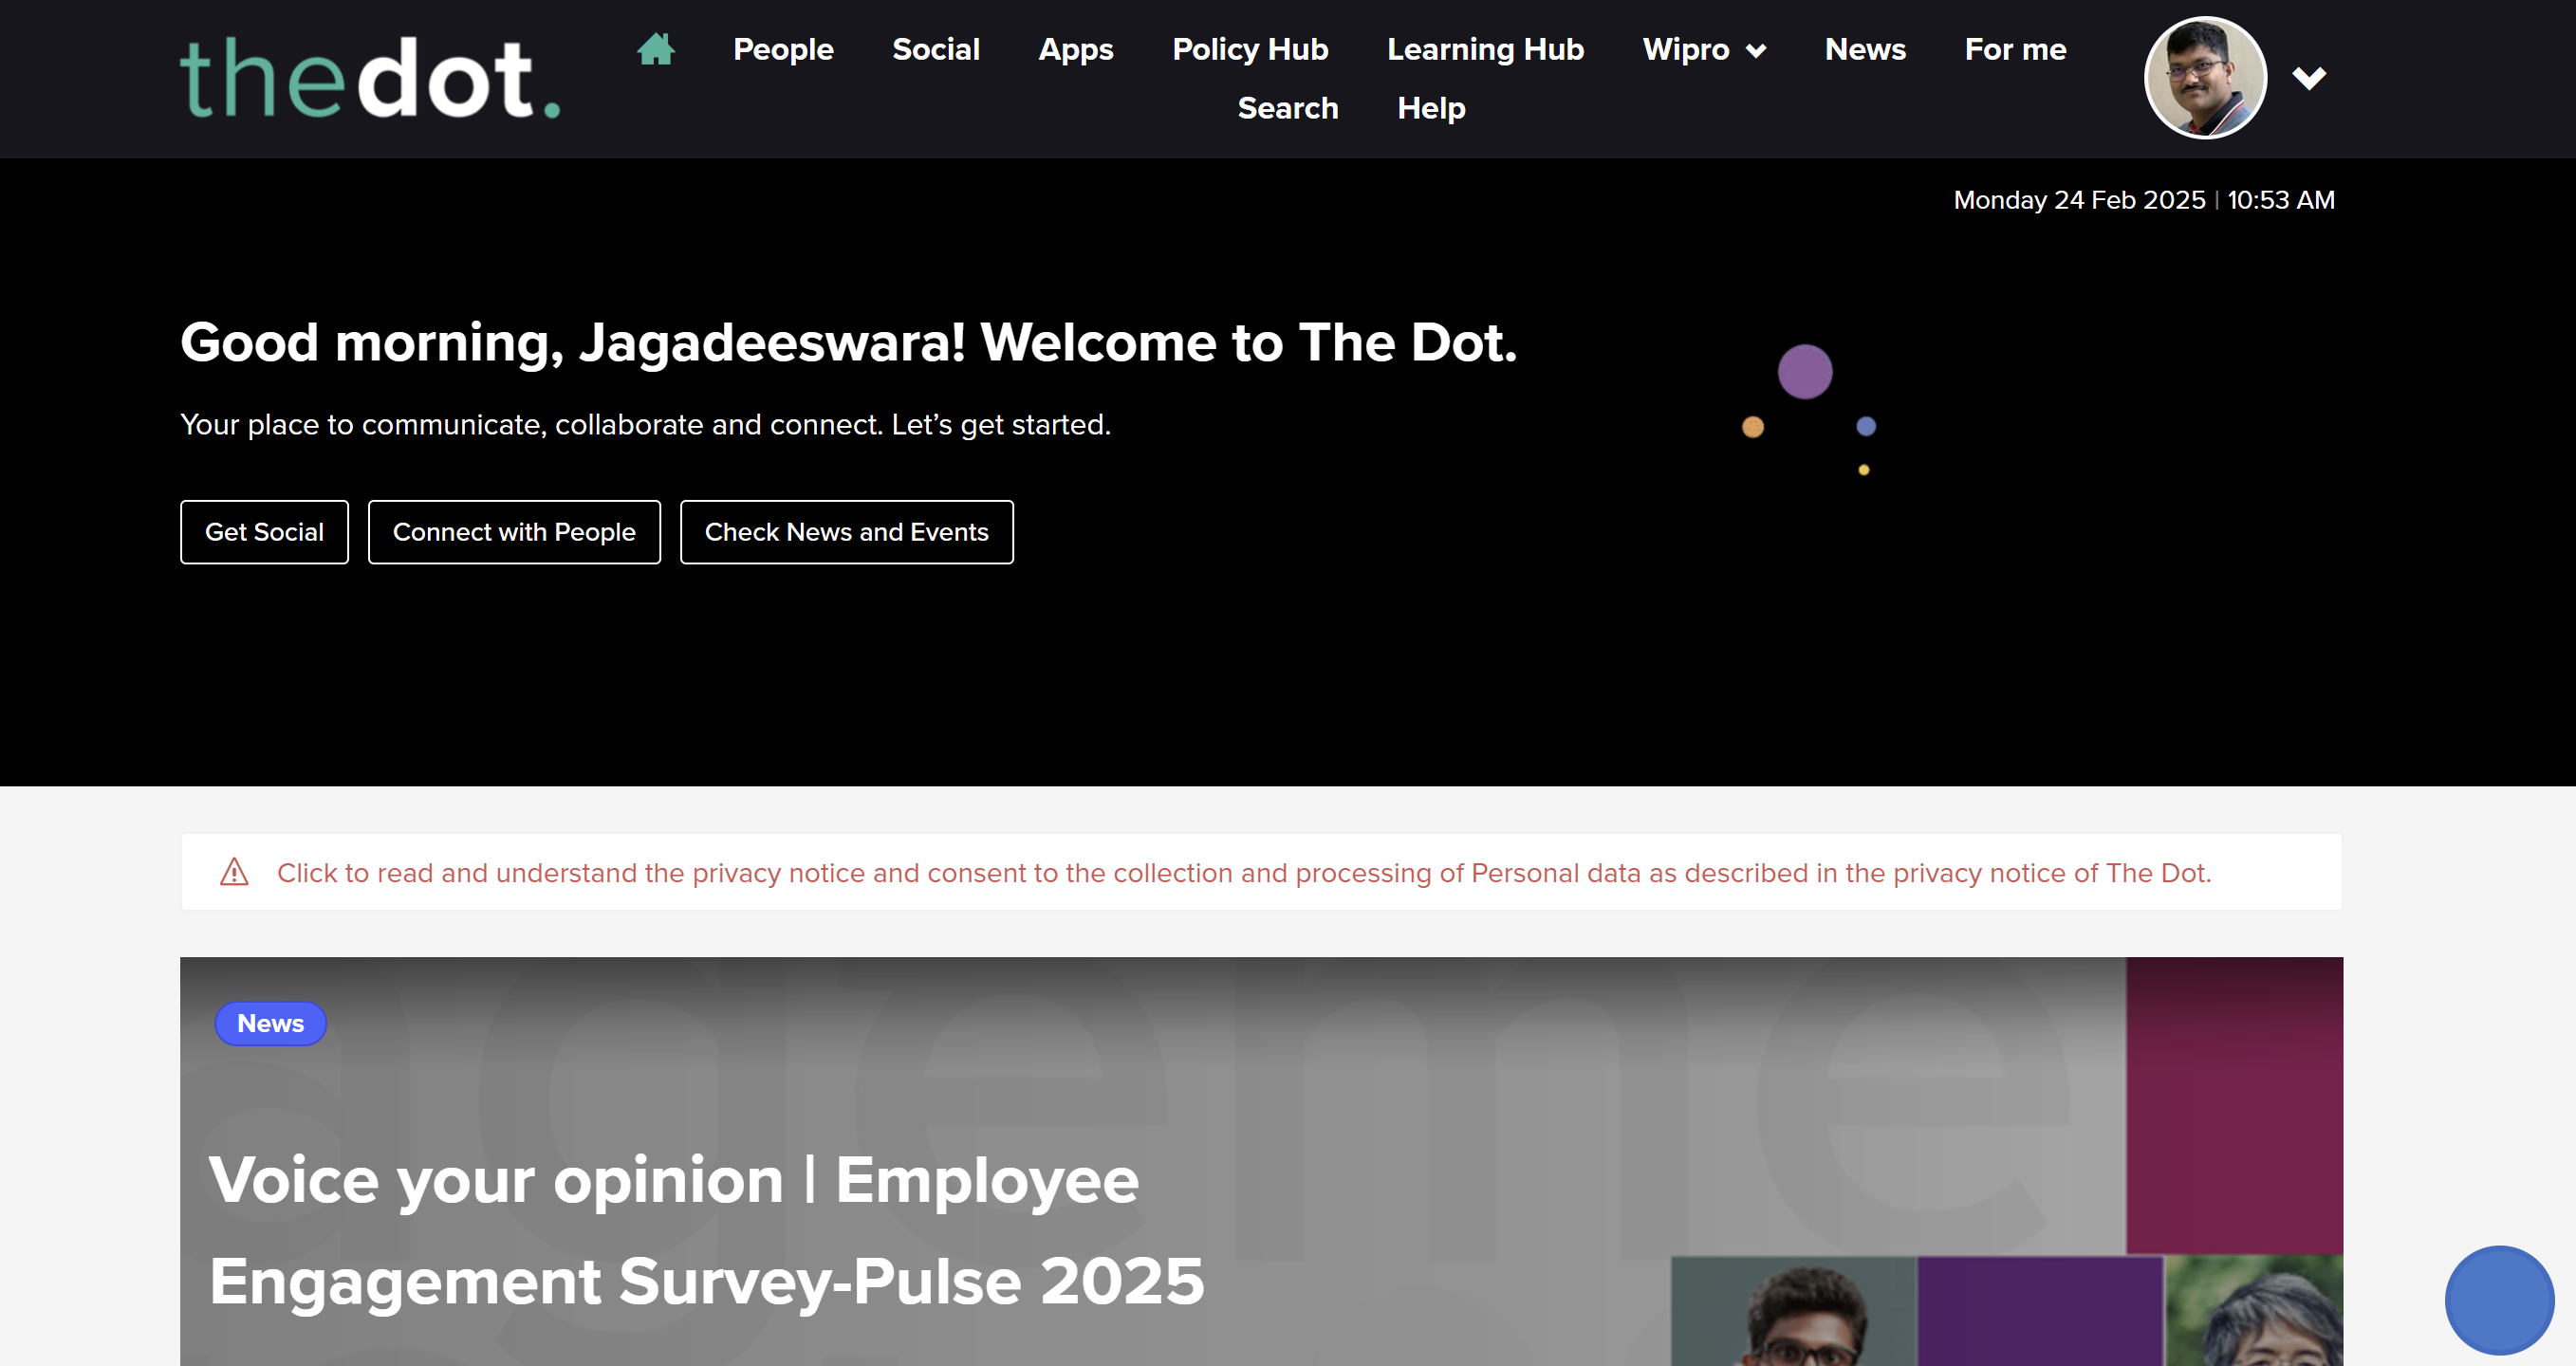 thedot.
People Social Apps Policy Hub Learning Hub Wipro News For me
Search Help
Monday 24 Feb 2025 | 10:53 AM
Good morning, Jagadeeswara! Welcome to The Dot.
Your place to communicate, collaborate and connect. Let’s get started.
Get Social Connect with People Check News and Events
Click to read and understand the privacy notice and consent to the collection and processing of Personal data as described in the privacy notice of The Dot.
News
Voice your opinion | Employee
Engagement Survey-Pulse 2025